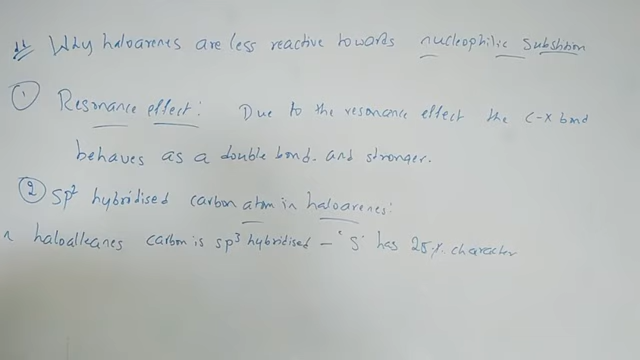 Why haloarenes are less reactive towards nucleophilic substition
① Resonance effect: Due to the resonance effect the C-X bond
behaves as a double bond. and stronger.
② Sp² hybridised carbon atom in haloarenes:
n haloalkanes carbon is sp³ hybridised - 'S' has 25% character